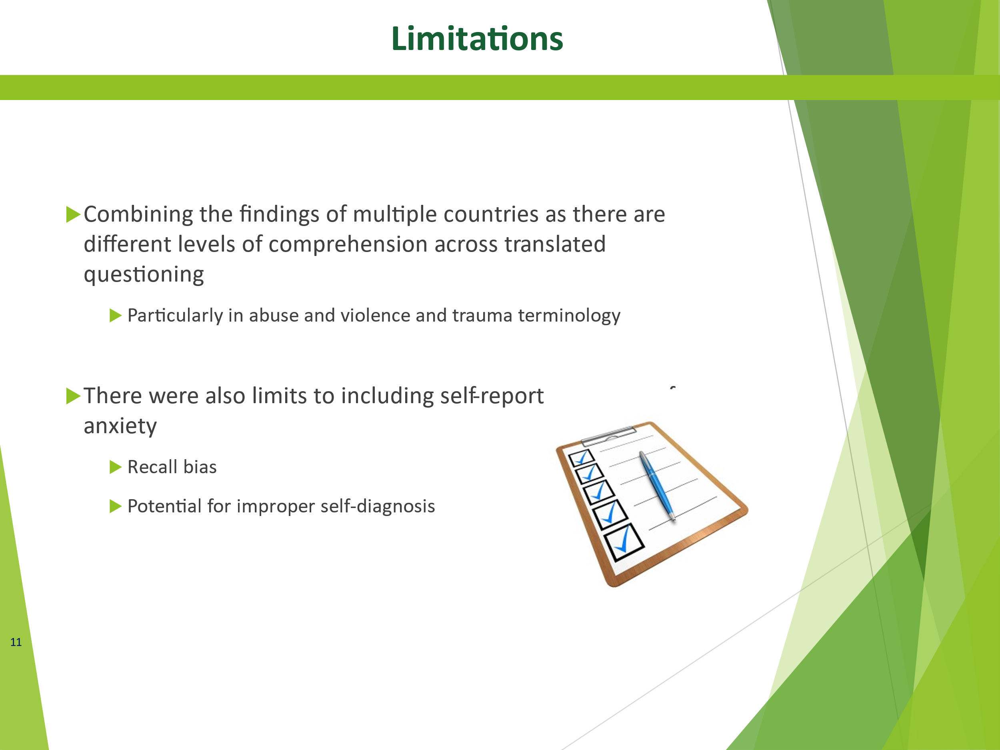 Limitations
Combining the findings of multiple countries as there are
different levels of comprehension across translated
questioning
Particularly in abuse and violence and trauma terminology
There were also limits to including self-report
anxiety
Recall bias
Potential for improper self-diagnosis
11